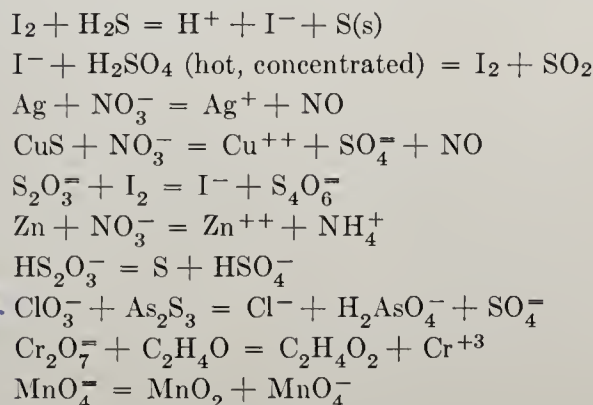 I₂ + H₂S = H⁺ + I⁻ + S(s)
I⁻ + H₂SO₄ (hot, concentrated) = I₂ + SO₂
Ag + NO₃⁻ = Ag⁺ + NO
CuS + NO₃⁻ = Cu⁺⁺ + SO₄⁼ + NO
S₂O₃⁼ + I₂ = I⁻ + S₄O₆⁼
Zn + NO₃⁻ = Zn⁺⁺ + NH₄⁺
HS₂O₃⁻ = S + HSO₄⁻
ClO₃⁻ + As₂S₃ = Cl⁻ + H₂AsO₄⁻ + SO₄⁼
Cr₂O₇⁼ + C₂H₄O = C₂H₄O₂ + Cr⁺³
MnO₄⁼ = MnO₂ + MnO₄⁻